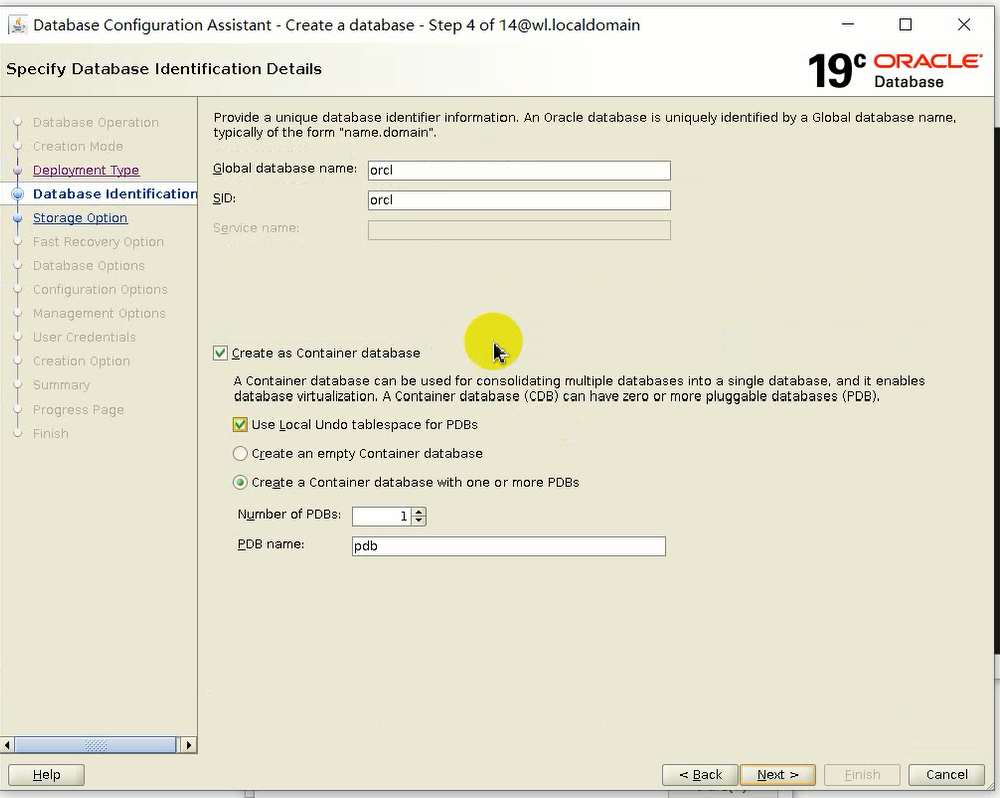 Database Configuration Assistant - Create a database - Step 4 of 14@wl.localdomain
Specify Database Identification Details
19c ORACLE
Database
Database Operation
Creation Mode
Deployment Type
Database Identification
Storage Option
Fast Recovery Option
Database Options
Configuration Options
Management Options
User Credentials
Creation Option
Summary
Progress Page
Finish
Provide a unique database identifier information. An Oracle database is uniquely identified by a Global database name,
typically of the form "name.domain".
Global database name: orcl
SID: orcl
Service name:
Create as Container database
A Container database can be used for consolidating multiple databases into a single database, and it enables
database virtualization. A Container database (CDB) can have zero or more pluggable databases (PDB).
Use Local Undo tablespace for PDBs
Create an empty Container database
Create a Container database with one or more PDBs
Number of PDBs: 1
PDB name: pdb
Help
< Back
Next >
Finish
Cancel